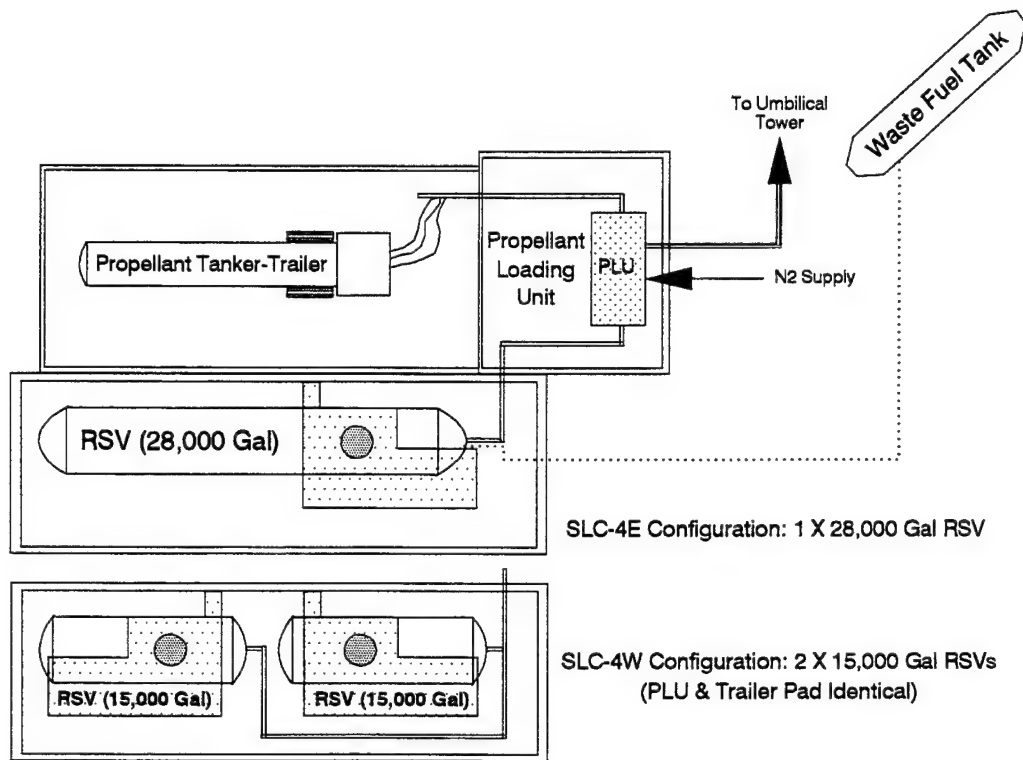 Waste Fuel Tank
To Umbilical
Tower
Propellant Tanker-Trailer
Propellant
Loading
Unit
PLU
N2 Supply
RSV (28,000 Gal)
SLC-4E Configuration: 1 X 28,000 Gal RSV
RSV (15,000 Gal)
RSV (15,000 Gal)
SLC-4W Configuration: 2 X 15,000 Gal RSVs
(PLU & Trailer Pad Identical)